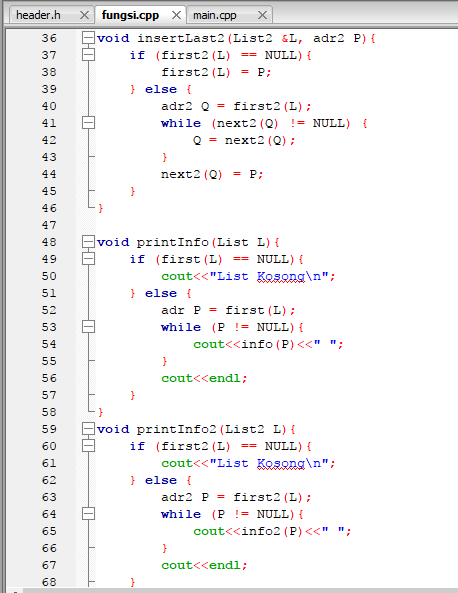 header.h fungsi.cpp main.cpp
36 void insertLast2(List2 &L, adr2 P){
37     if (first2(L) == NULL){
38         first2(L) = P;
39     } else {
40         adr2 Q = first2(L);
41         while (next2(Q) != NULL) {
42             Q = next2(Q);
43         }
44         next2(Q) = P;
45     }
46 }
47
48 void printInfo(List L){
49     if (first(L) == NULL){
50         cout<<"List Kosong\n";
51     } else {
52         adr P = first(L);
53         while (P != NULL){
54             cout<<info(P)<<" ";
55         }
56         cout<<endl;
57     }
58 }
59 void printInfo2(List2 L){
60     if (first2(L) == NULL){
61         cout<<"List Kosong\n";
62     } else {
63         adr2 P = first2(L);
64         while (P != NULL){
65             cout<<info2(P)<<" ";
66         }
67         cout<<endl;
68     }